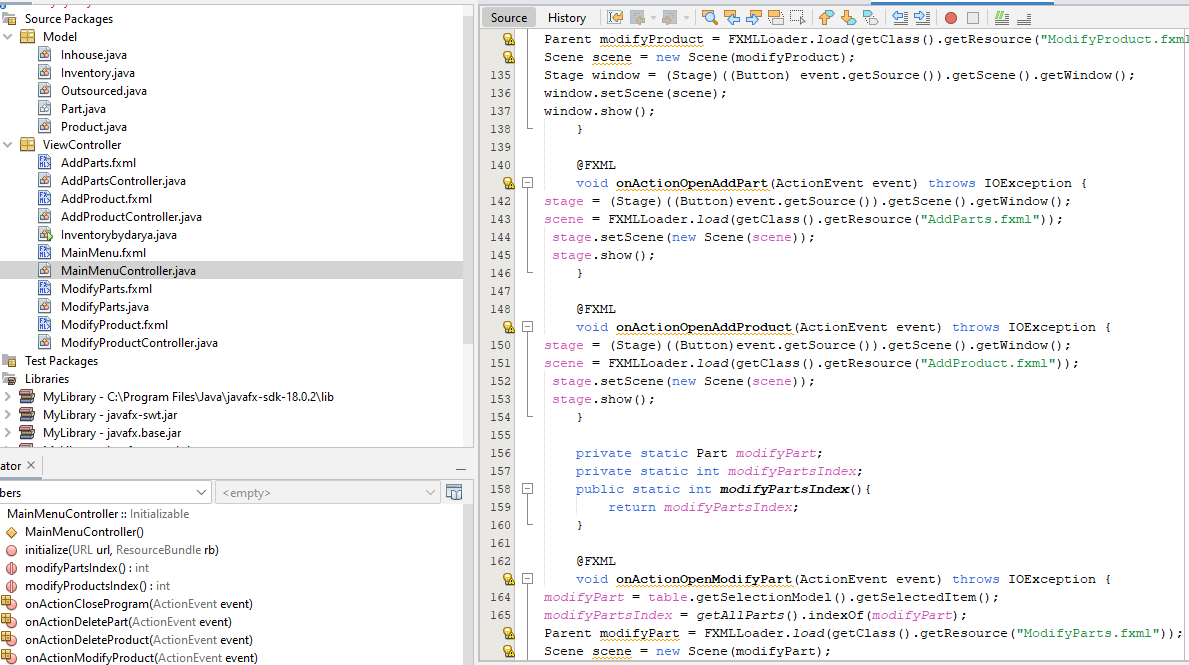 Source Packages
Model
Inhouse.java
Inventory.java
Outsourced.java
Part.java
Product.java
ViewController
AddParts.fxml
AddPartsController.java
AddProduct.fxml
AddProductController.java
Inventorybydarya.java
MainMenu.fxml
MainMenuController.java
ModifyParts.fxml
ModifyParts.java
ModifyProduct.fxml
ModifyProductController.java
Test Packages
Libraries
MyLibrary - C:\Program Files\Java\javafx-sdk-18.0.2\lib
MyLibrary - javafx-swt.jar
MyLibrary - javafx.base.jar
ator
bers <empty>
MainMenuController :: Initializable
MainMenuController()
initialize(URL url, ResourceBundle rb)
modifyPartsIndex() : int
modifyProductsIndex() : int
onActionCloseProgram(ActionEvent event)
onActionDeletePart(ActionEvent event)
onActionDeleteProduct(ActionEvent event)
onActionModifyProduct(ActionEvent event)
Source History
Parent modifyProduct = FXMLLoader.load(getClass().getResource("ModifyProduct.fxml
Scene scene = new Scene(modifyProduct);
135 Stage window = (Stage)((Button) event.getSource()).getScene().getWindow();
136 window.setScene(scene);
137 window.show();
138 }
139
140 @FXML
void onActionOpenAddPart(ActionEvent event) throws IOException {
142 stage = (Stage)((Button)event.getSource()).getScene().getWindow();
143 scene = FXMLLoader.load(getClass().getResource("AddParts.fxml"));
144 stage.setScene(new Scene(scene));
145 stage.show();
146 }
147
148 @FXML
void onActionOpenAddProduct(ActionEvent event) throws IOException {
150 stage = (Stage)((Button)event.getSource()).getScene().getWindow();
151 scene = FXMLLoader.load(getClass().getResource("AddProduct.fxml"));
152 stage.setScene(new Scene(scene));
153 stage.show();
154 }
155
156 private static Part modifyPart;
157 private static int modifyPartsIndex;
158 public static int modifyPartsIndex(){
159 return modifyPartsIndex;
160 }
161
162 @FXML
void onActionOpenModifyPart(ActionEvent event) throws IOException {
164 modifyPart = table.getSelectionModel().getSelectedItem();
165 modifyPartsIndex = getAllParts().indexOf(modifyPart);
Parent modifyPart = FXMLLoader.load(getClass().getResource("ModifyParts.fxml"));
Scene scene = new Scene(modifyPart);